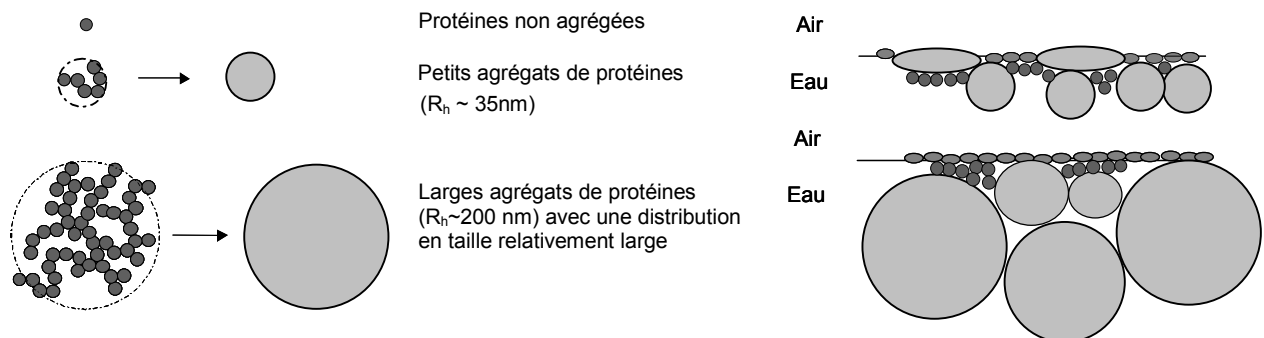 Protéines non agrégées
Petits agrégats de protéines
(Rh ~ 35nm)
Larges agrégats de protéines
(Rh~200 nm) avec une distribution
en taille relativement large
Air
Eau
Air
Eau